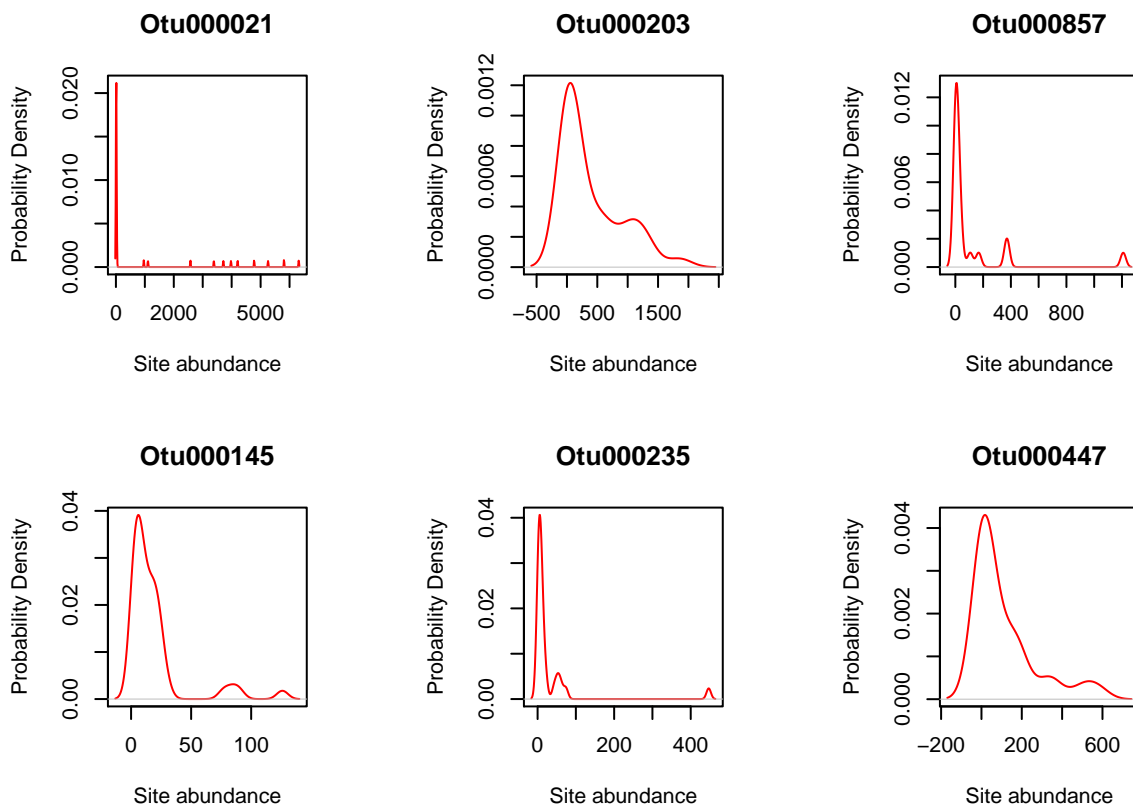 Otu000021
Probability Density
0.000
0.010
0.020
0
2000
5000
Site abundance
Otu000203
Probability Density
0.0000
0.0006
0.0012
−500
500
1500
Site abundance
Otu000857
Probability Density
0.000
0.006
0.012
0
400
800
Site abundance
Otu000145
Probability Density
0.00
0.02
0.04
0
50
100
Site abundance
Otu000235
Probability Density
0.00
0.02
0.04
0
200
400
Site abundance
Otu000447
Probability Density
0.000
0.002
0.004
−200
200
600
Site abundance